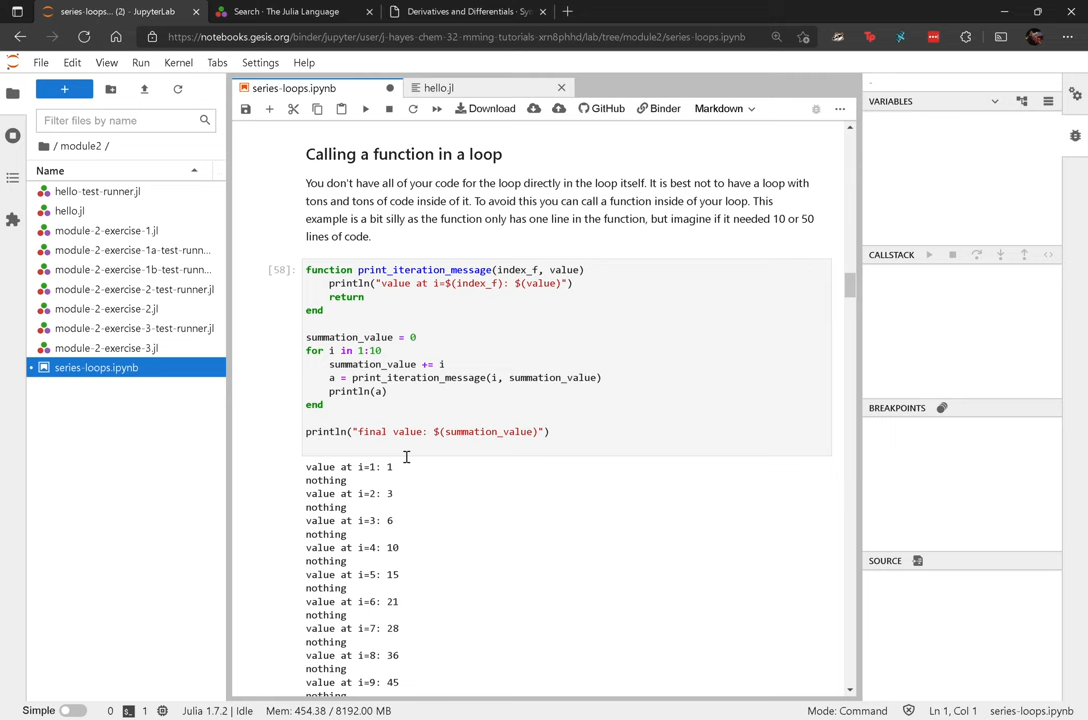 series-loops... (2) - JupyterLab
Search · The Julia Language
Derivatives and Differentials - Sy
https://notebooks.gesis.org/binder/jupyter/user/j-hayes-chem-32-mming-tutorials-xrn8phhd/lab/tree/module2/series-loops.ipynb
File Edit View Run Kernel Tabs Settings Help
series-loops.ipynb
hello.jl
Download GitHub Binder Markdown
Filter files by name
/ module2 /
Name
hello-test-runner.jl
hello.jl
module-2-exercise-1.jl
module-2-exercise-1a-test-runn...
module-2-exercise-1b-test-runn...
module-2-exercise-2-test-runner.jl
module-2-exercise-2.jl
module-2-exercise-3-test-runner.jl
module-2-exercise-3.jl
series-loops.ipynb
Calling a function in a loop
You don't have all of your code for the loop directly in the loop itself. It is best not to have a loop with
tons and tons of code inside of it. To avoid this you can call a function inside of your loop. This
example is a bit silly as the function only has one line in the function, but imagine if it needed 10 or 50
lines of code.
[58]:
function print_iteration_message(index_f, value)
println("value at i=$(index_f): $(value)")
return
end
summation_value = 0
for i in 1:10
summation_value += i
a = print_iteration_message(i, summation_value)
println(a)
end
println("final value: $(summation_value)")
value at i=1: 1
nothing
value at i=2: 3
nothing
value at i=3: 6
nothing
value at i=4: 10
nothing
value at i=5: 15
nothing
value at i=6: 21
nothing
value at i=7: 28
nothing
value at i=8: 36
nothing
value at i=9: 45
nothing
VARIABLES
CALLSTACK
BREAKPOINTS
SOURCE
Simple 0 1 Julia 1.7.2 | Idle Mem: 454.38 / 8192.00 MB Mode: Command Ln 1, Col 1 series-loops.ipynb